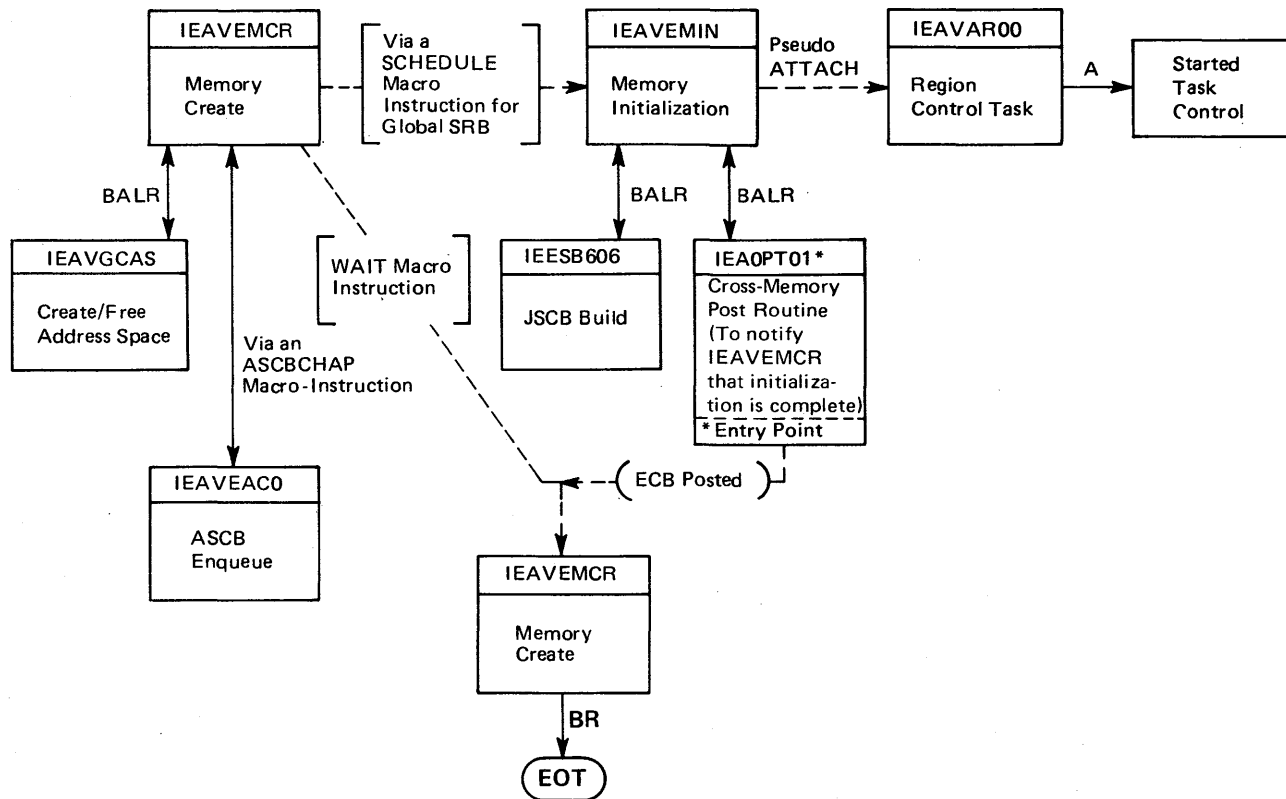 IEAVEMCR
Memory
Create
Via a
SCHEDULE
Macro
Instruction for
Global SRB
IEAVEMIN
Memory
Initialization
Pseudo
ATTACH
IEAVAR00
Region
Control Task
A
Started
Task
Control
BALR
BALR
BALR
IEAVGCAS
Create/Free
Address Space
WAIT Macro
Instruction
IEESB606
JSCB Build
IEA0PT01*
Cross-Memory
Post Routine
(To notify
IEAVEMCR
that initializa-
tion is complete)
* Entry Point
Via an
ASCBCHAP
Macro-Instruction
IEAVEAC0
ASCB
Enqueue
ECB Posted
IEAVEMCR
Memory
Create
BR
EOT